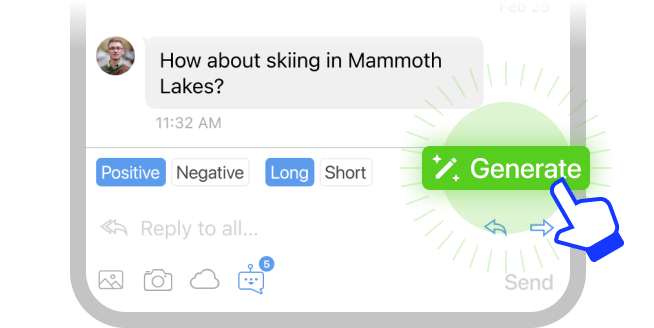 Feb 25
How about skiing in Mammoth
Lakes?
11:32 AM
Positive Negative Long Short Generate
Reply to all...
5
Send